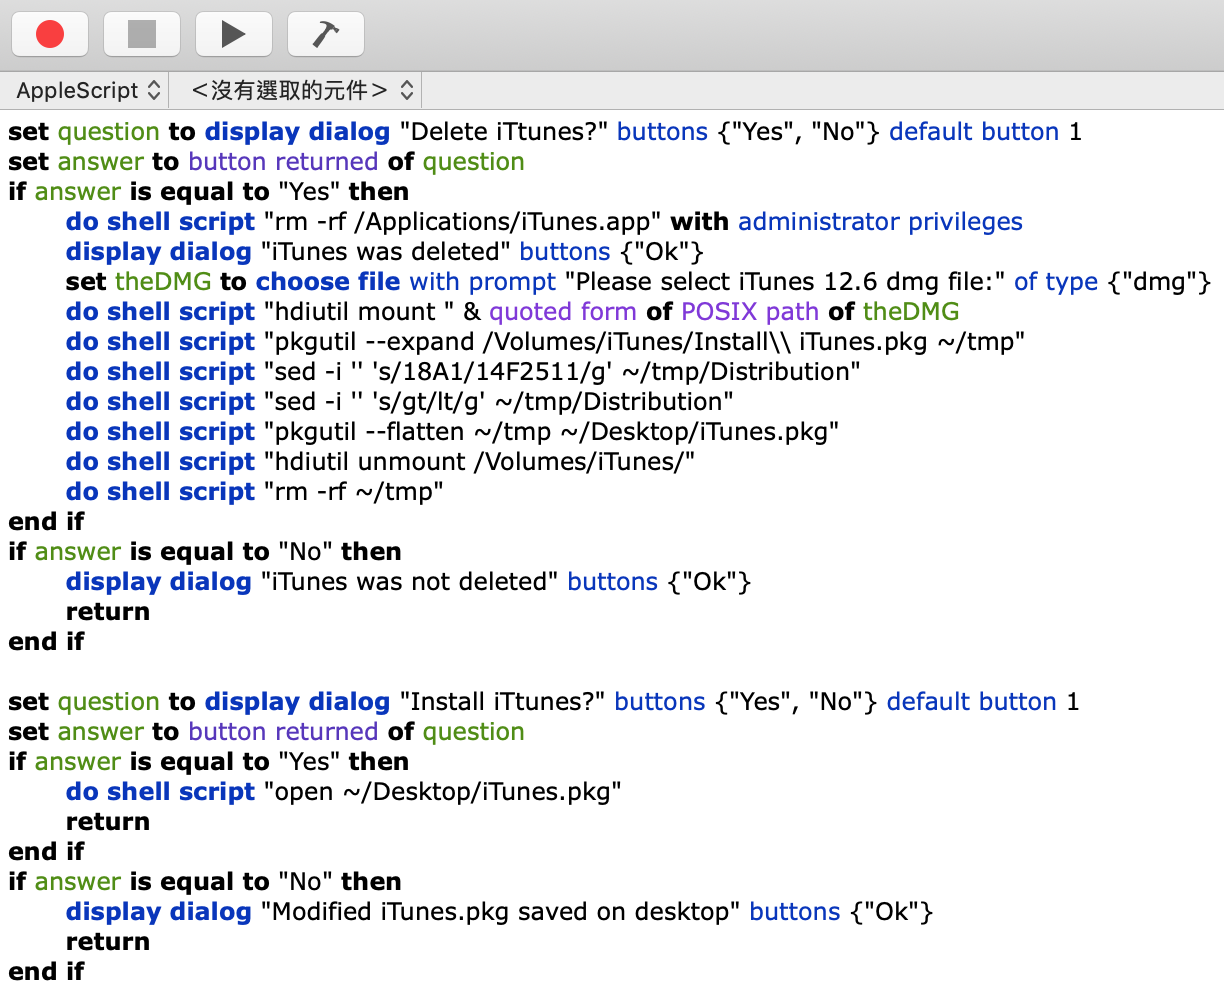 AppleScript <沒有選取的元件>
set question to display dialog "Delete iTtunes?" buttons {"Yes", "No"} default button 1
set answer to button returned of question
if answer is equal to "Yes" then
do shell script "rm -rf /Applications/iTunes.app" with administrator privileges
display dialog "iTunes was deleted" buttons {"Ok"}
set theDMG to choose file with prompt "Please select iTunes 12.6 dmg file:" of type {"dmg"}
do shell script "hdiutil mount " & quoted form of POSIX path of theDMG
do shell script "pkgutil --expand /Volumes/iTunes/Install\\ iTunes.pkg ~/tmp"
do shell script "sed -i '' 's/18A1/14F2511/g' ~/tmp/Distribution"
do shell script "sed -i '' 's/gt/lt/g' ~/tmp/Distribution"
do shell script "pkgutil --flatten ~/tmp ~/Desktop/iTunes.pkg"
do shell script "hdiutil unmount /Volumes/iTunes/"
do shell script "rm -rf ~/tmp"
end if
if answer is equal to "No" then
display dialog "iTunes was not deleted" buttons {"Ok"}
return
end if
set question to display dialog "Install iTtunes?" buttons {"Yes", "No"} default button 1
set answer to button returned of question
if answer is equal to "Yes" then
do shell script "open ~/Desktop/iTunes.pkg"
return
end if
if answer is equal to "No" then
display dialog "Modified iTunes.pkg saved on desktop" buttons {"Ok"}
return
end if